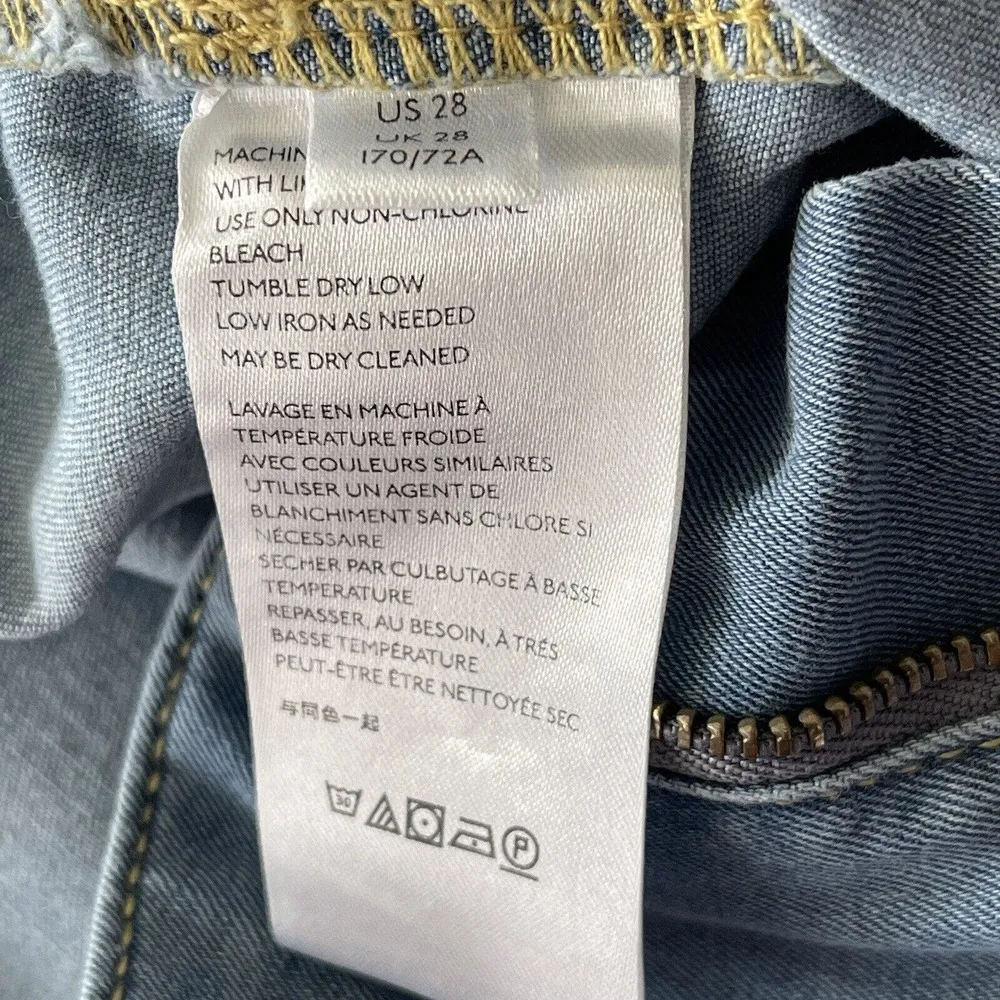 US 28
UK 28
170/72A
MACHIN
WITH LI
USE ONLY NON-CHLORINE
BLEACH
TUMBLE DRY LOW
LOW IRON AS NEEDED
MAY BE DRY CLEANED
LAVAGE EN MACHINE À
TEMPÉRATURE FROIDE
AVEC COULEURS SIMILAIRES
UTILISER UN AGENT DE
BLANCHIMENT SANS CHLORE SI
NÉCESSAIRE
SECHER PAR CULBUTAGE À BASSE
TEMPERATURE
REPASSER, AU BESOIN, À TRÉS
BASSE TEMPÉRATURE
PEUT-ÊTRE ÊTRE NETTOYÉE SEC
与同色一起
30
P